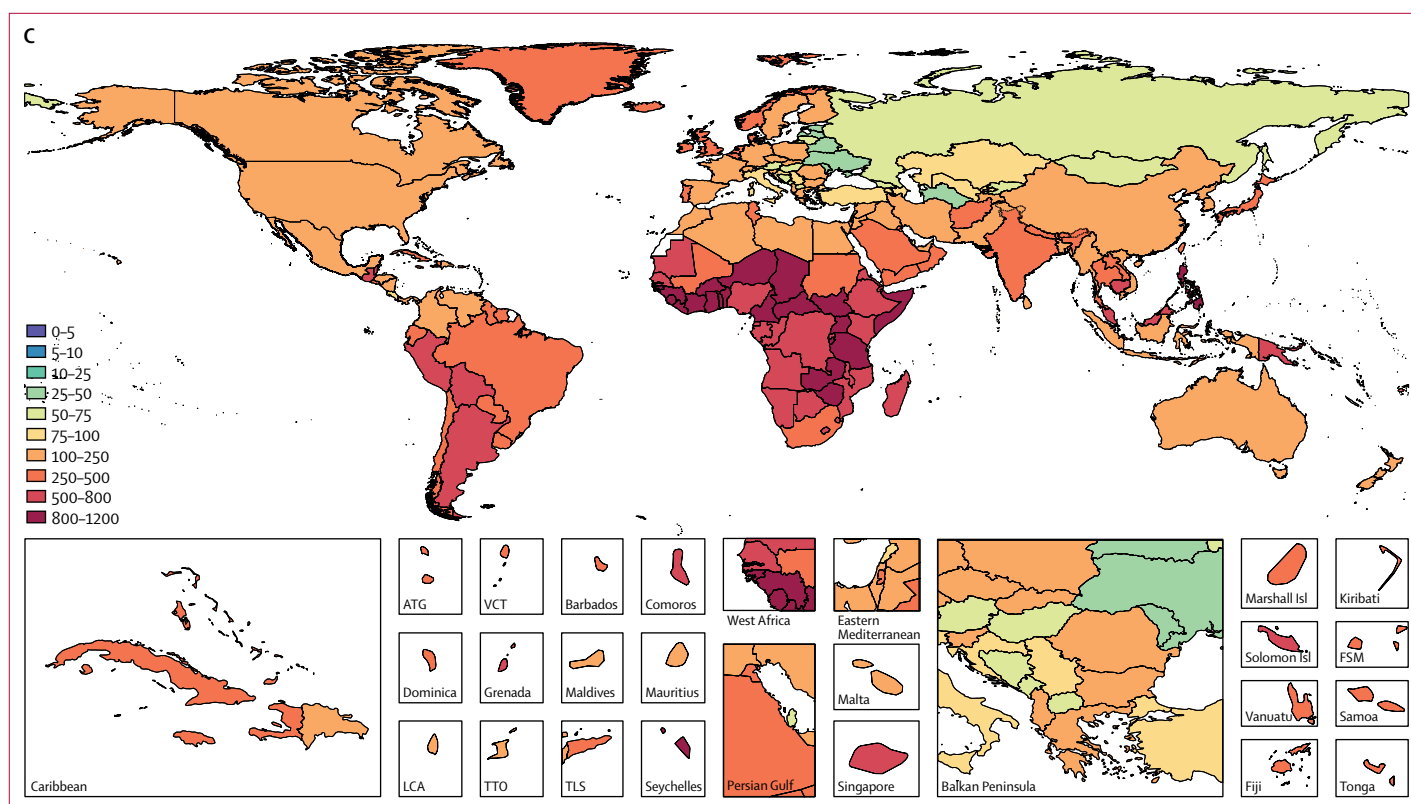 C
0–5
5–10
10–25
25–50
50–75
75–100
100–250
250–500
500–800
800–1200
Caribbean
ATG
VCT
Barbados
Comoros
West Africa
Eastern
Mediterranean
Dominica
Grenada
Maldives
Mauritius
Malta
LCA
TTO
TLS
Seychelles
Persian Gulf
Singapore
Balkan Peninsula
Marshall Isl
Kiribati
Solomon Isl
FSM
Vanuatu
Samoa
Fiji
Tonga